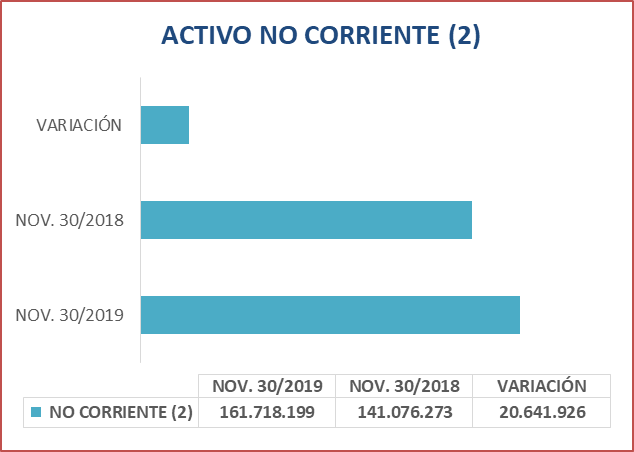 ACTIVO NO CORRIENTE (2)
VARIACIÓN
NOV. 30/2018
NOV. 30/2019
NOV. 30/2019 NOV. 30/2018 VARIACIÓN
NO CORRIENTE (2) 161.718.199 141.076.273 20.641.926